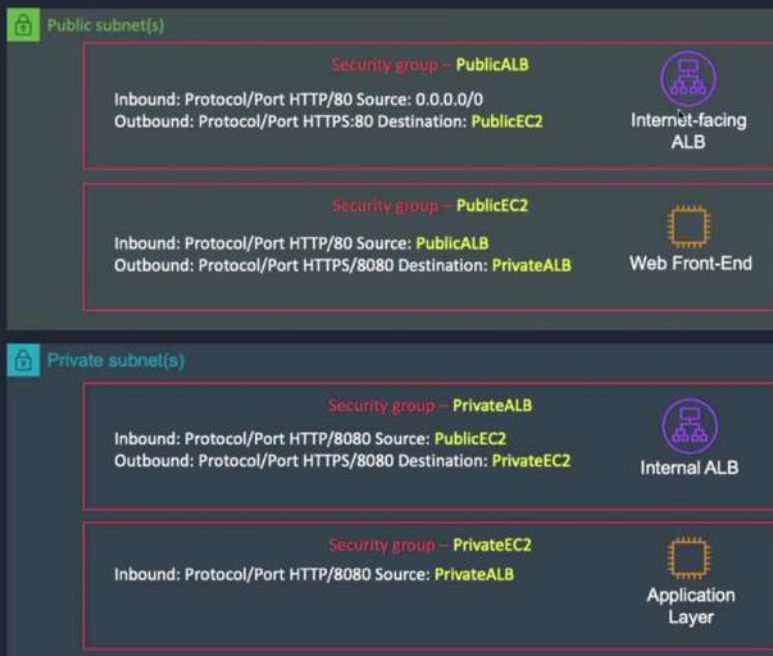 Public subnet(s)
Security group – PublicALB
Inbound: Protocol/Port HTTP/80 Source: 0.0.0.0/0
Outbound: Protocol/Port HTTPS:80 Destination: PublicEC2
Internet-facing
ALB
Security group – PublicEC2
Inbound: Protocol/Port HTTP/80 Source: PublicALB
Outbound: Protocol/Port HTTPS/8080 Destination: PrivateALB
Web Front-End
Private subnet(s)
Security group – PrivateALB
Inbound: Protocol/Port HTTP/8080 Source: PublicEC2
Outbound: Protocol/Port HTTPS/8080 Destination: PrivateEC2
Internal ALB
Security group – PrivateEC2
Inbound: Protocol/Port HTTP/8080 Source: PrivateALB
Application
Layer